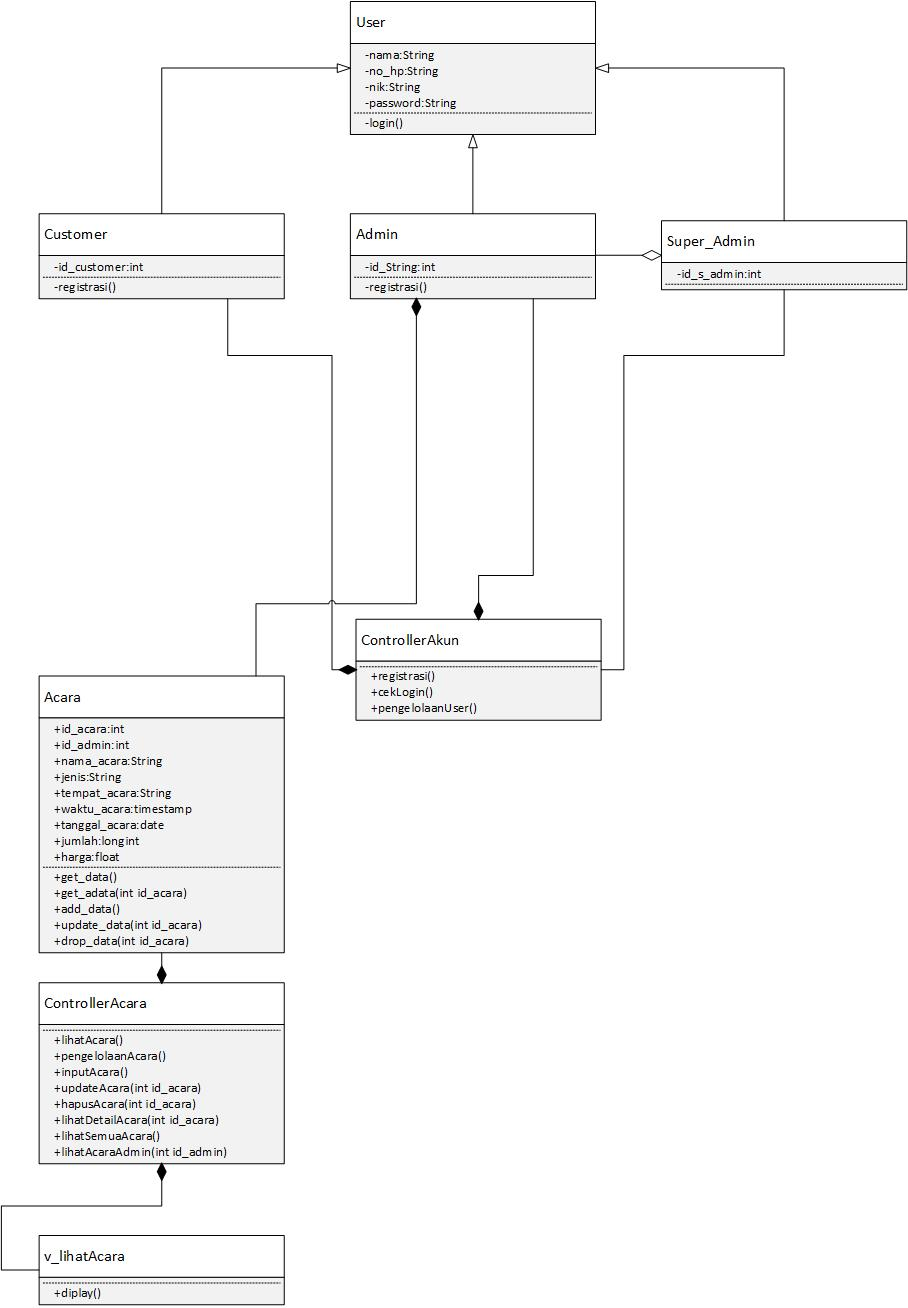 User
-nama:String
-no_hp:String
-nik:String
-password:String
-login()
Customer
-id_customer:int
-registrasi()
Admin
-id_String:int
-registrasi()
Super_Admin
-id_s_admin:int
ControllerAkun
+registrasi()
+cekLogin()
+pengelolaanUser()
Acara
+id_acara:int
+id_admin:int
+nama_acara:String
+jenis:String
+tempat_acara:String
+waktu_acara:timestamp
+tanggal_acara:date
+jumlah:longint
+harga:float
+get_data()
+get_adata(int id_acara)
+add_data()
+update_data(int id_acara)
+drop_data(int id_acara)
ControllerAcara
+lihatAcara()
+pengelolaanAcara()
+inputAcara()
+updateAcara(int id_acara)
+hapusAcara(int id_acara)
+lihatDetailAcara(int id_acara)
+lihatSemuaAcara()
+lihatAcaraAdmin(int id_admin)
v_lihatAcara
+diplay()